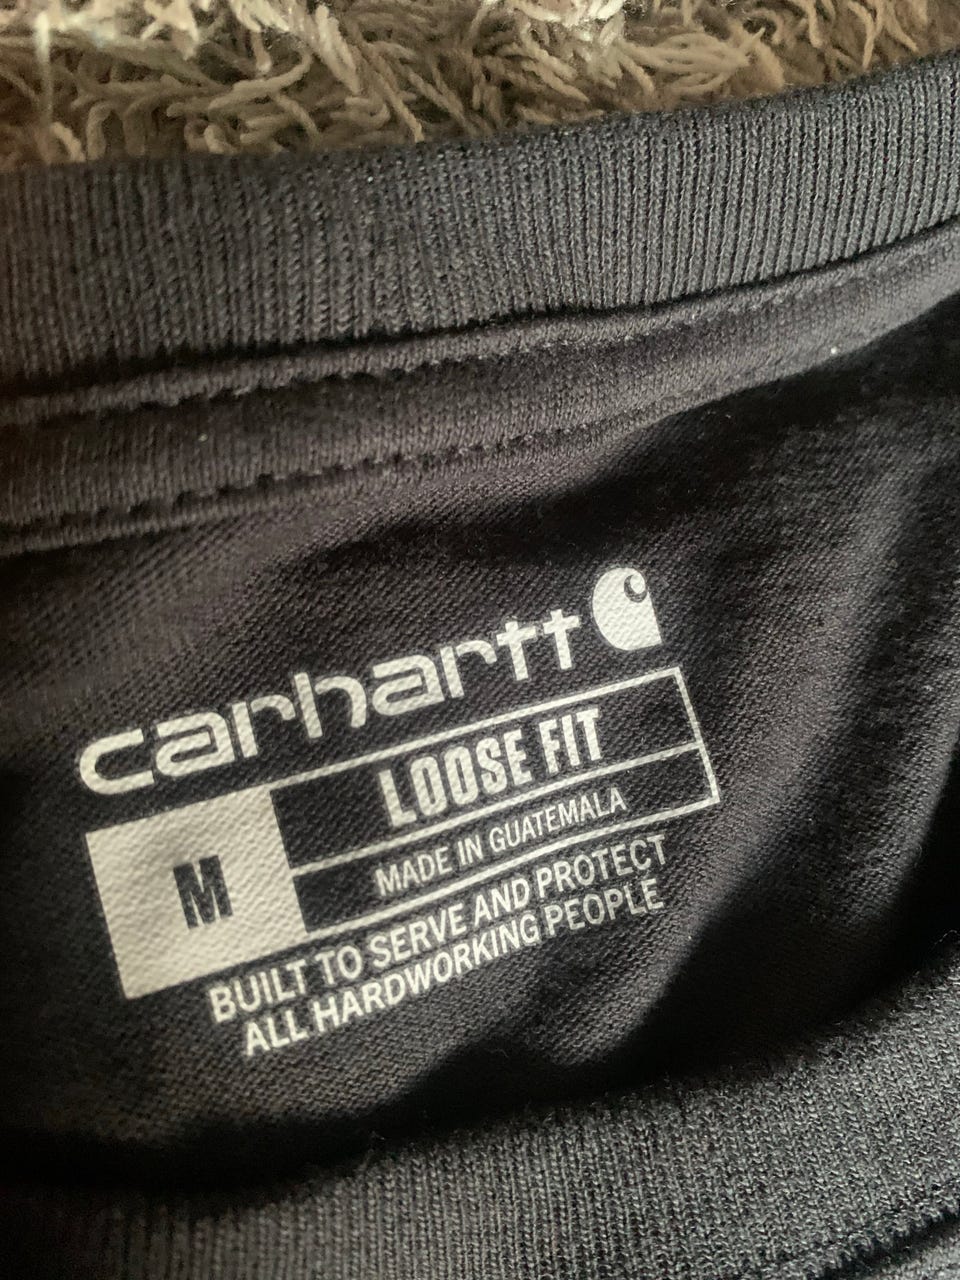 carhartt
M
LOOSE FIT
MADE IN GUATEMALA
BUILT TO SERVE AND PROTECT
ALL HARDWORKING PEOPLE